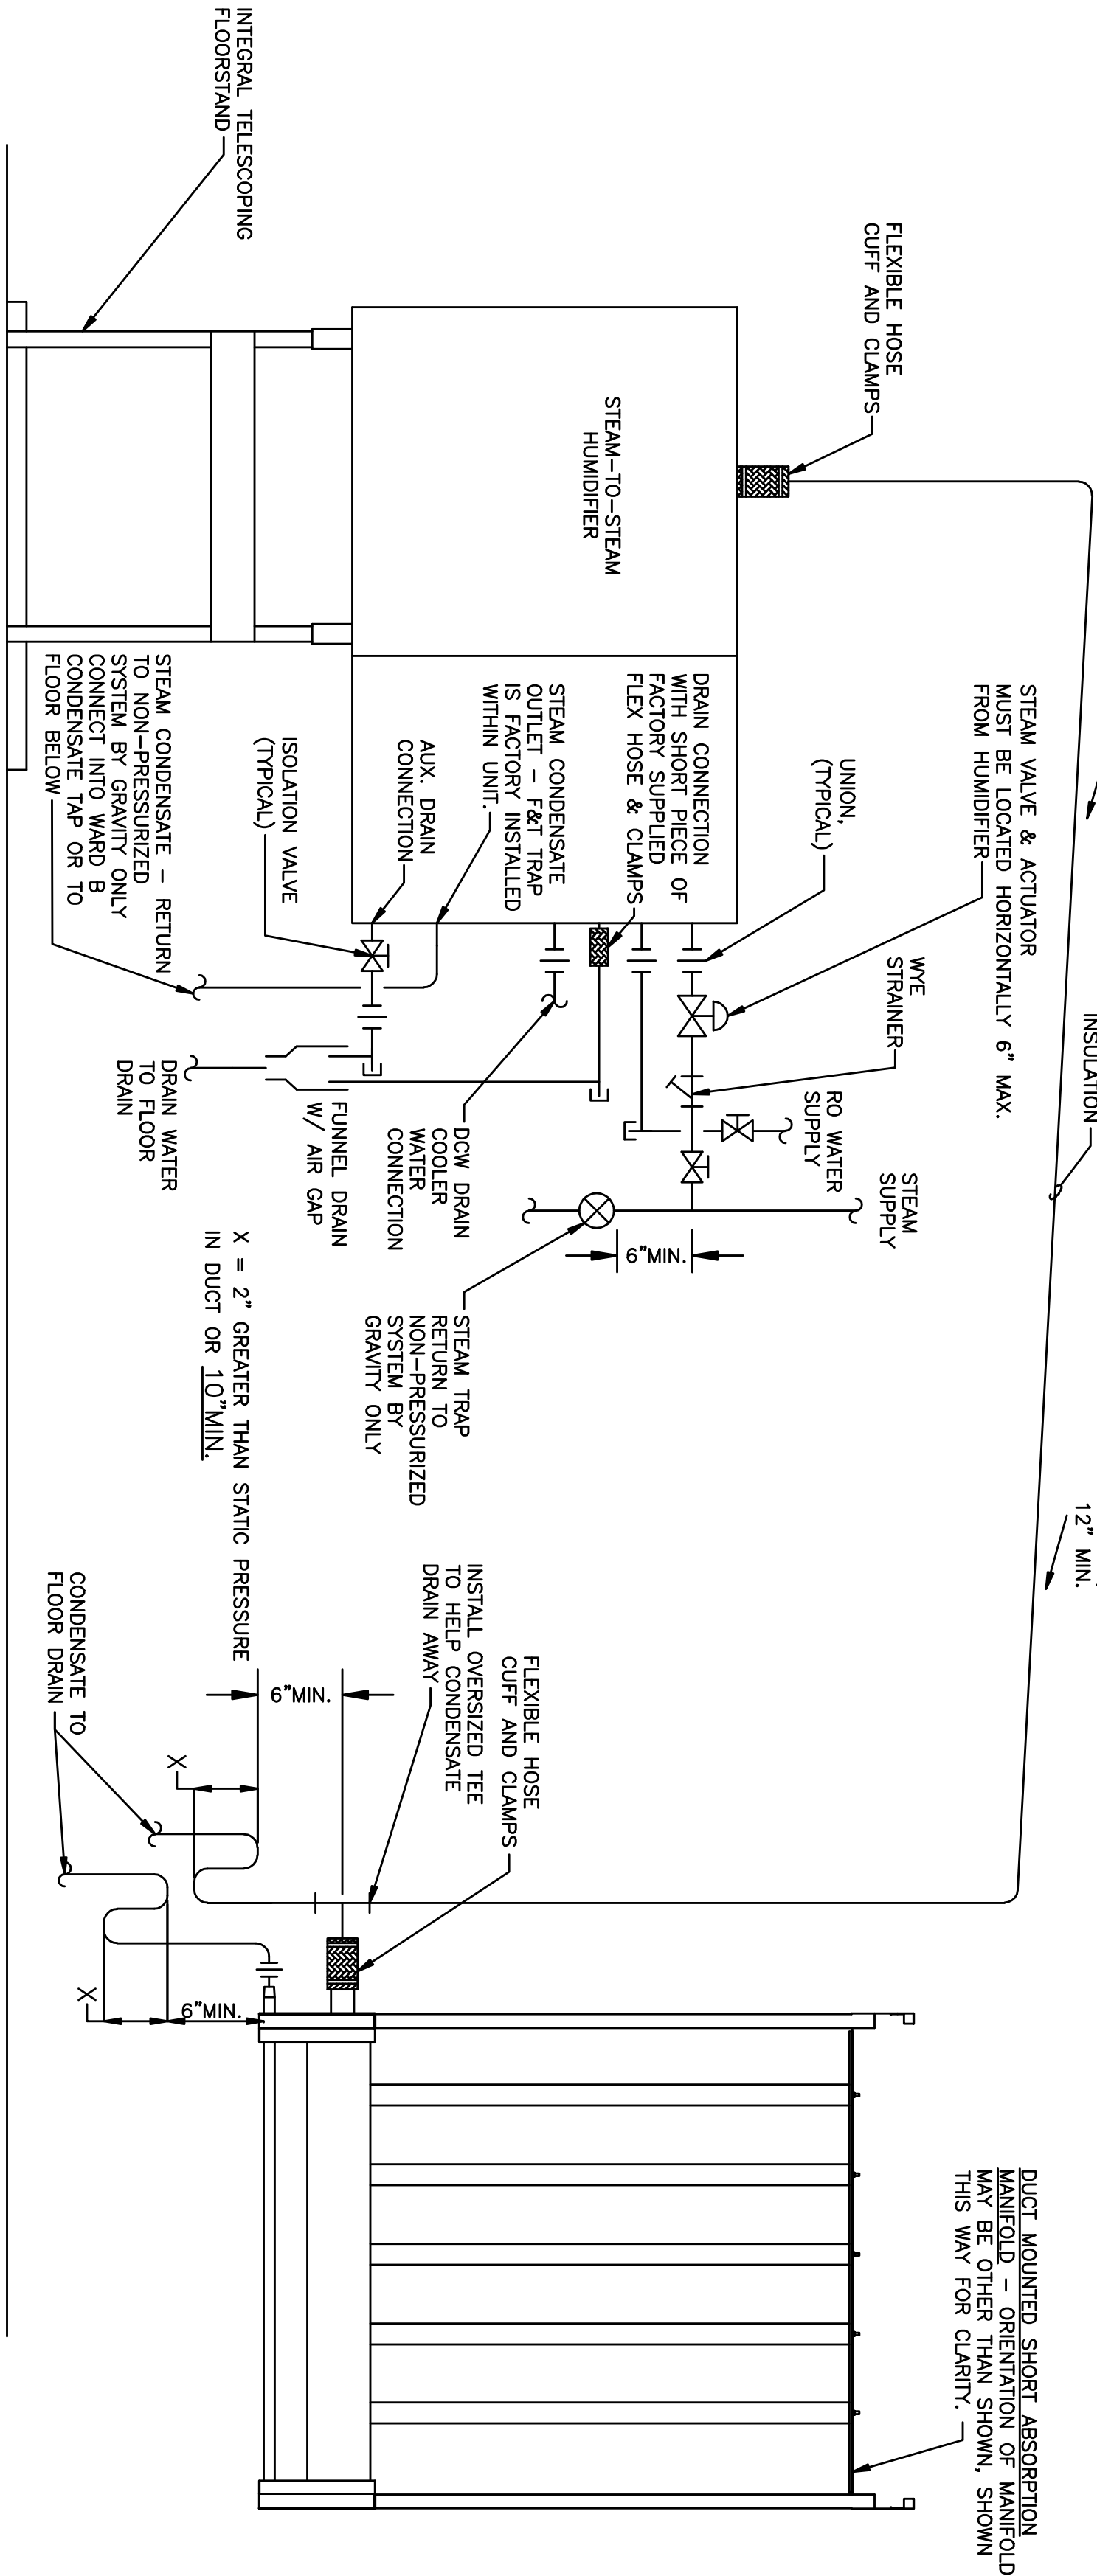 INSULATION
12" MIN.
DUCT MOUNTED SHORT ABSORPTION
MANIFOLD - ORIENTATION OF MANIFOLD
MAY BE OTHER THAN SHOWN, SHOWN
THIS WAY FOR CLARITY.
FLEXIBLE HOSE
CUFF AND CLAMPS
STEAM VALVE & ACTUATOR
MUST BE LOCATED HORIZONTALLY 6" MAX.
FROM HUMIDIFIER
WYE
STRAINER
UNION,
(TYPICAL)
RO WATER
SUPPLY
STEAM
SUPPLY
STEAM-TO-STEAM
HUMIDIFIER
DRAIN CONNECTION
WITH SHORT PIECE OF
FACTORY SUPPLIED
FLEX HOSE & CLAMPS
6"MIN.
STEAM CONDENSATE
OUTLET - F&T TRAP
IS FACTORY INSTALLED
WITHIN UNIT.
DCW DRAIN
COOLER
WATER
CONNECTION
STEAM TRAP
RETURN TO
NON-PRESSURIZED
SYSTEM BY
GRAVITY ONLY
FLEXIBLE HOSE
CUFF AND CLAMPS
INSTALL OVERSIZED TEE
TO HELP CONDENSATE
DRAIN AWAY
AUX. DRAIN
CONNECTION
FUNNEL DRAIN
W/ AIR GAP
ISOLATION VALVE
(TYPICAL)
6"MIN.
INTEGRAL TELESCOPING
FLOORSTAND
X = 2" GREATER THAN STATIC PRESSURE
IN DUCT OR 10"MIN.
STEAM CONDENSATE - RETURN
TO NON-PRESSURIZED
SYSTEM BY GRAVITY ONLY
CONNECT INTO WARD B
CONDENSATE TAP OR TO
FLOOR BELOW
DRAIN WATER
TO FLOOR
DRAIN
X
6"MIN.
X
CONDENSATE TO
FLOOR DRAIN